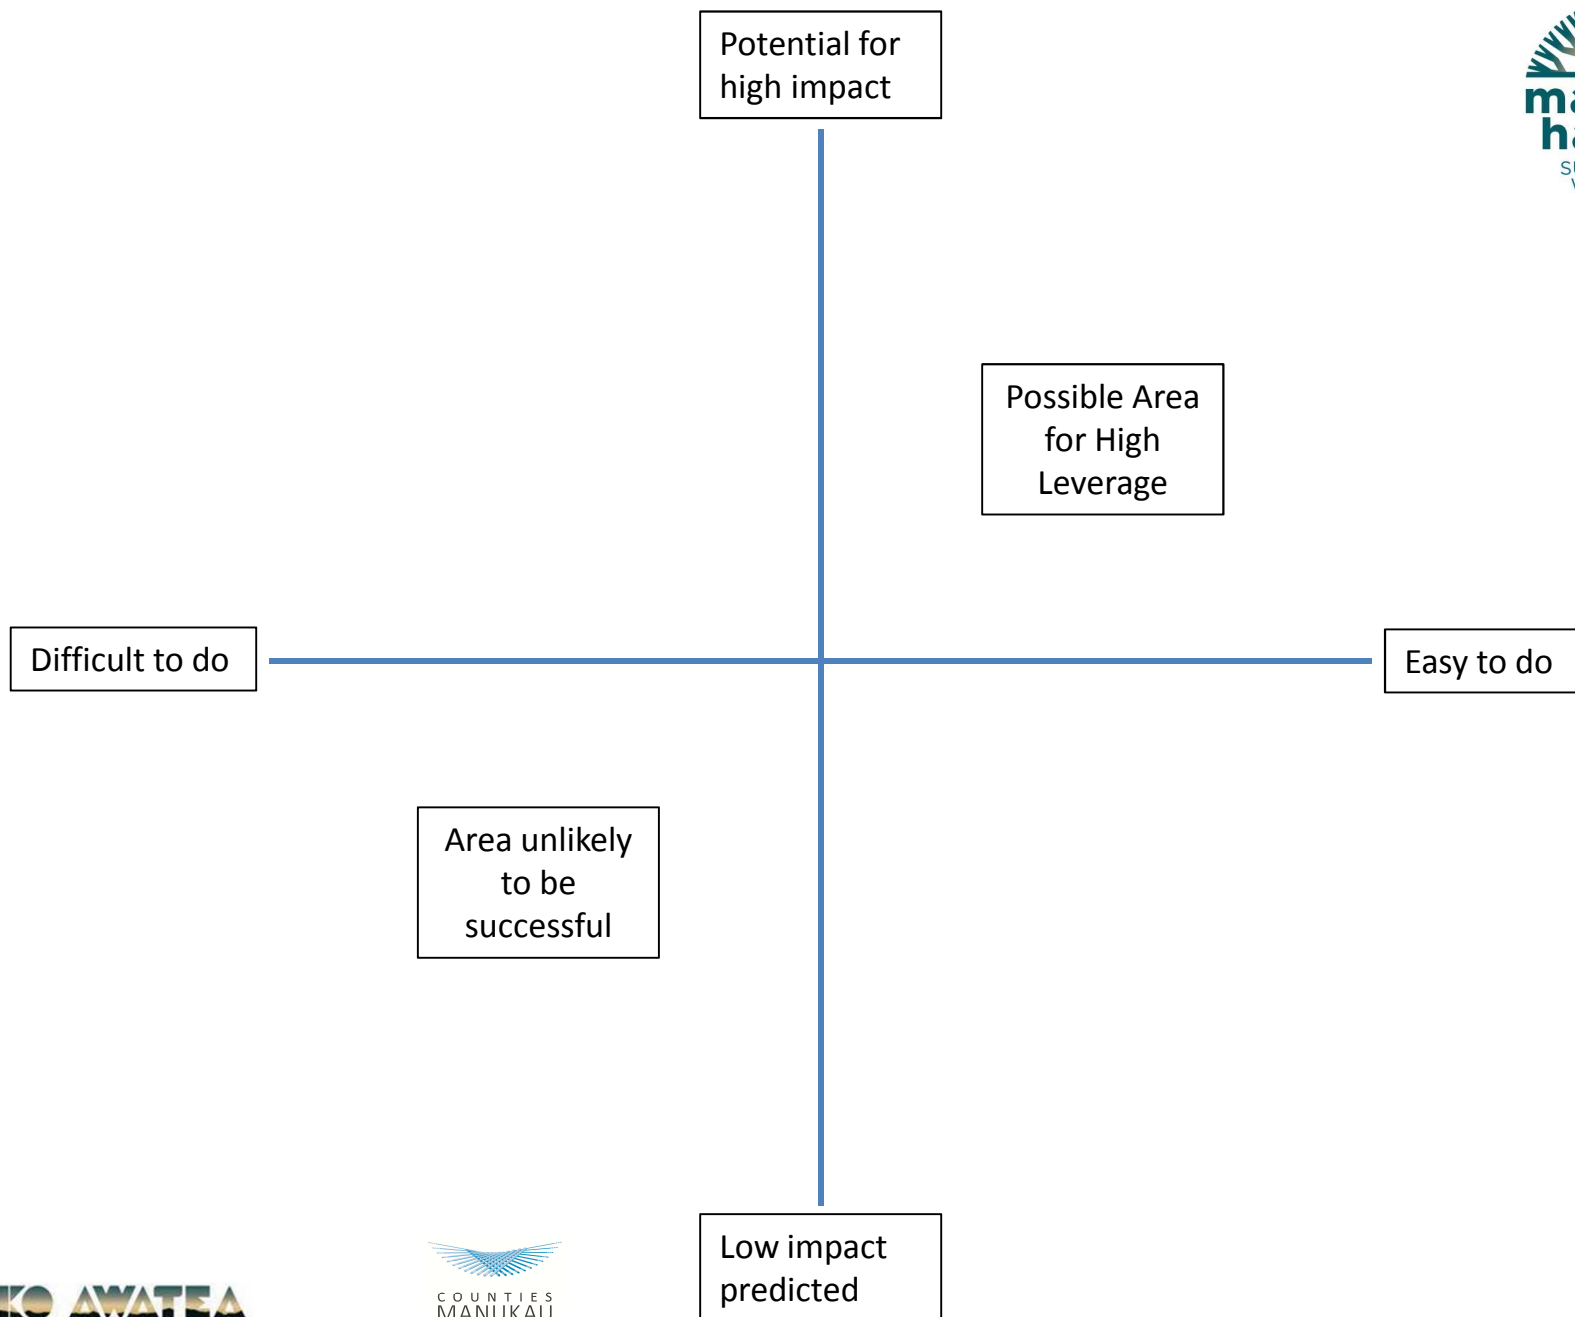 Potential for
high impact
Possible Area
for High
Leverage
Difficult to do
Easy to do
Area unlikely
to be
successful
Low impact
predicted
KO AWATEA
COUNTIES
MANUKAU